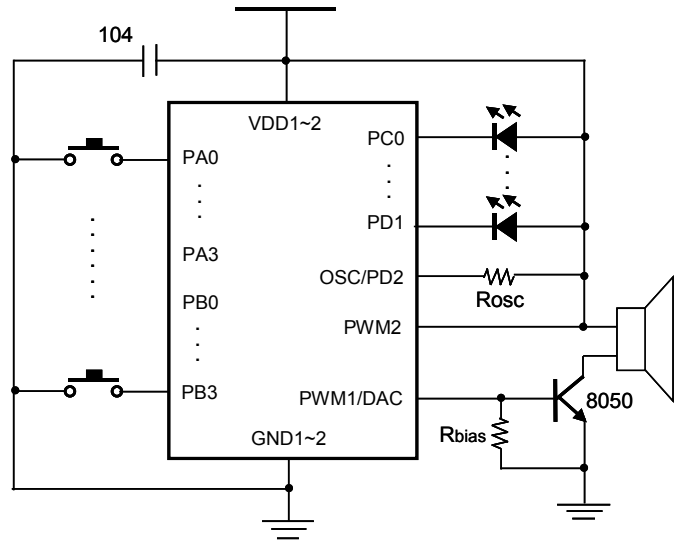 104
VDD1~2
PC0
PA0
PD1
PA3
OSC/PD2
Rosc
PB0
PWM2
PB3
PWM1/DAC
8050
Rbias
GND1~2